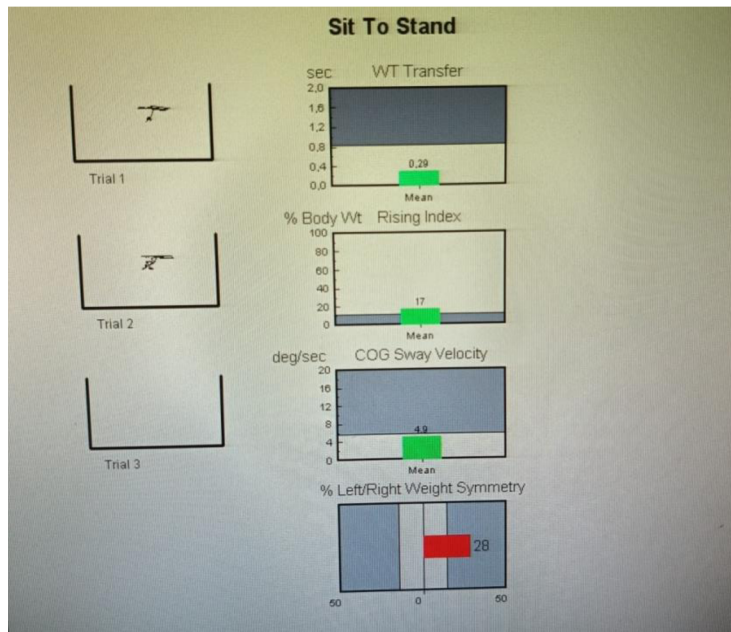 Sit To Stand
sec WT Transfer
2,0
1,6
1,2
0,8
0,4
0,0
0,29
Mean
Trial 1
% Body Wt Rising Index
100
80
60
40
20
0
17
Mean
Trial 2
deg/sec COG Sway Velocity
20
16
12
8
4
0
4,9
Mean
Trial 3
% Left/Right Weight Symmetry
28
50 0 50